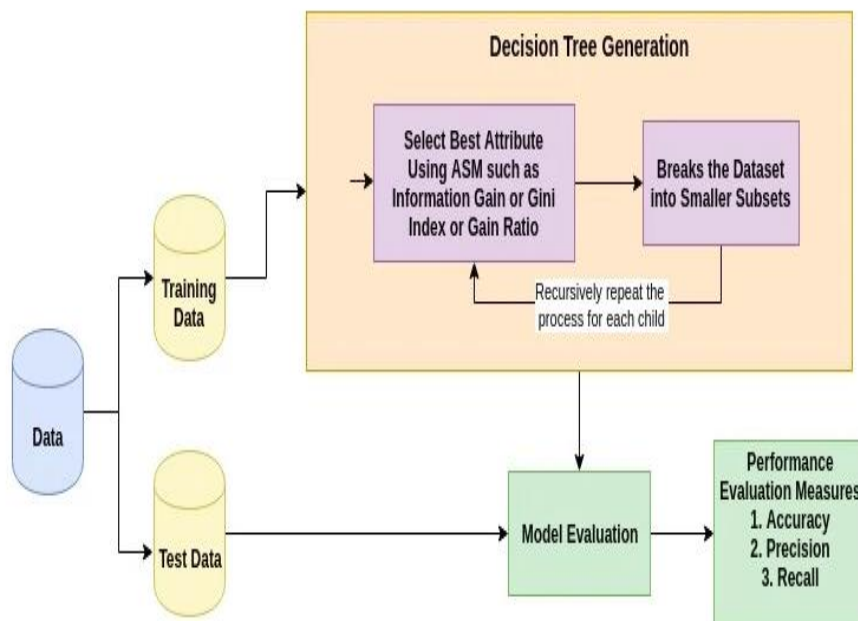 Decision Tree Generation
Select Best Attribute
Using ASM such as
Information Gain or Gini
Index or Gain Ratio
Breaks the Dataset
into Smaller Subsets
Recursively repeat the
process for each child
Training
Data
Data
Test Data
Model Evaluation
Performance
Evaluation Measures
1. Accuracy
2. Precision
3. Recall